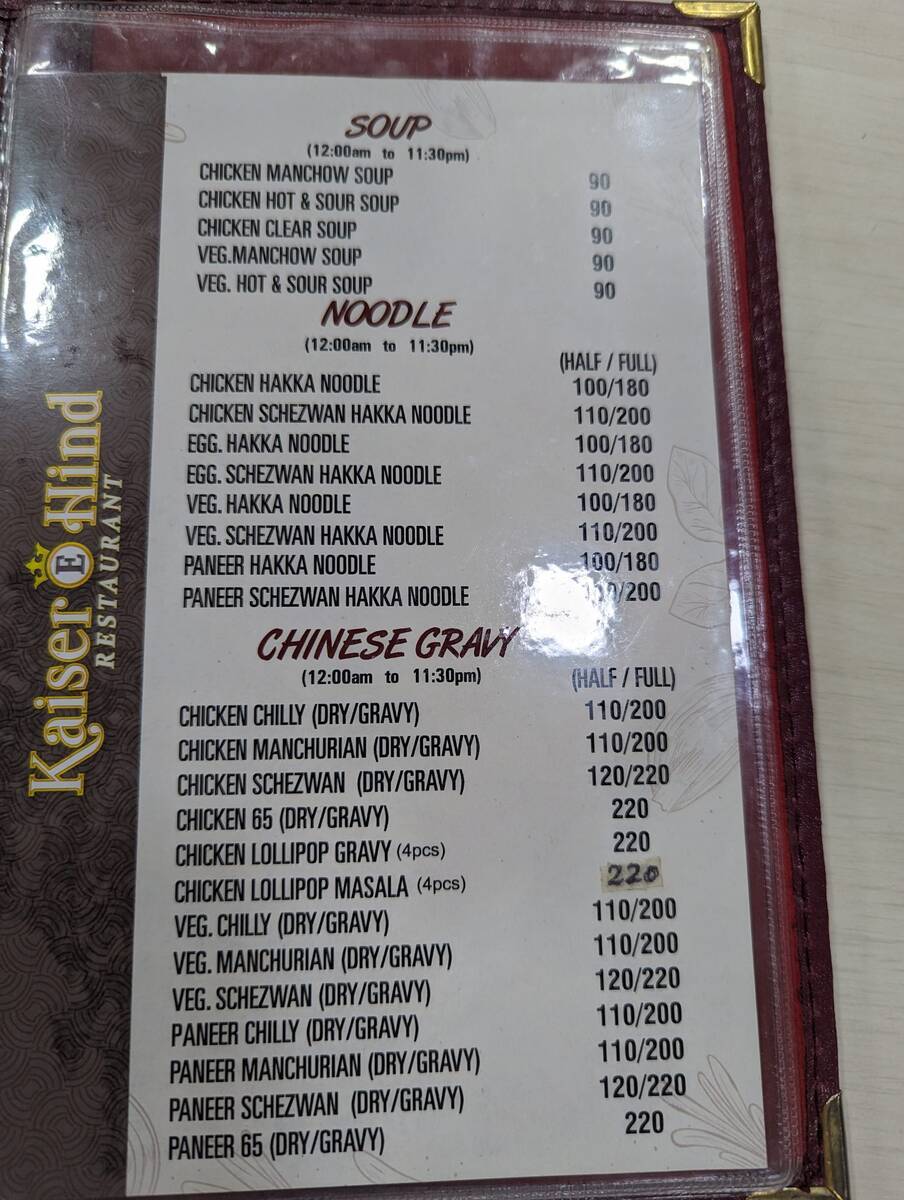 Kaiser E Hind
RESTAURANT
SOUP
(12:00am to 11:30pm)
CHICKEN MANCHOW SOUP 90
CHICKEN HOT & SOUR SOUP 90
CHICKEN CLEAR SOUP 90
VEG.MANCHOW SOUP 90
VEG. HOT & SOUR SOUP 90
NOODLE
(12:00am to 11:30pm)
(HALF / FULL)
CHICKEN HAKKA NOODLE 100/180
CHICKEN SCHEZWAN HAKKA NOODLE 110/200
EGG. HAKKA NOODLE 100/180
EGG. SCHEZWAN HAKKA NOODLE 110/200
VEG. HAKKA NOODLE 100/180
VEG. SCHEZWAN HAKKA NOODLE 110/200
PANEER HAKKA NOODLE 100/180
PANEER SCHEZWAN HAKKA NOODLE /200
CHINESE GRAVY
(12:00am to 11:30pm) (HALF / FULL)
CHICKEN CHILLY (DRY/GRAVY) 110/200
CHICKEN MANCHURIAN (DRY/GRAVY) 110/200
CHICKEN SCHEZWAN (DRY/GRAVY) 120/220
CHICKEN 65 (DRY/GRAVY) 220
CHICKEN LOLLIPOP GRAVY (4pcs) 220
CHICKEN LOLLIPOP MASALA (4pcs) 220
VEG. CHILLY (DRY/GRAVY) 110/200
VEG. MANCHURIAN (DRY/GRAVY) 110/200
VEG. SCHEZWAN (DRY/GRAVY) 120/220
PANEER CHILLY (DRY/GRAVY) 110/200
PANEER MANCHURIAN (DRY/GRAVY) 110/200
PANEER SCHEZWAN (DRY/GRAVY) 120/220
PANEER 65 (DRY/GRAVY) 220